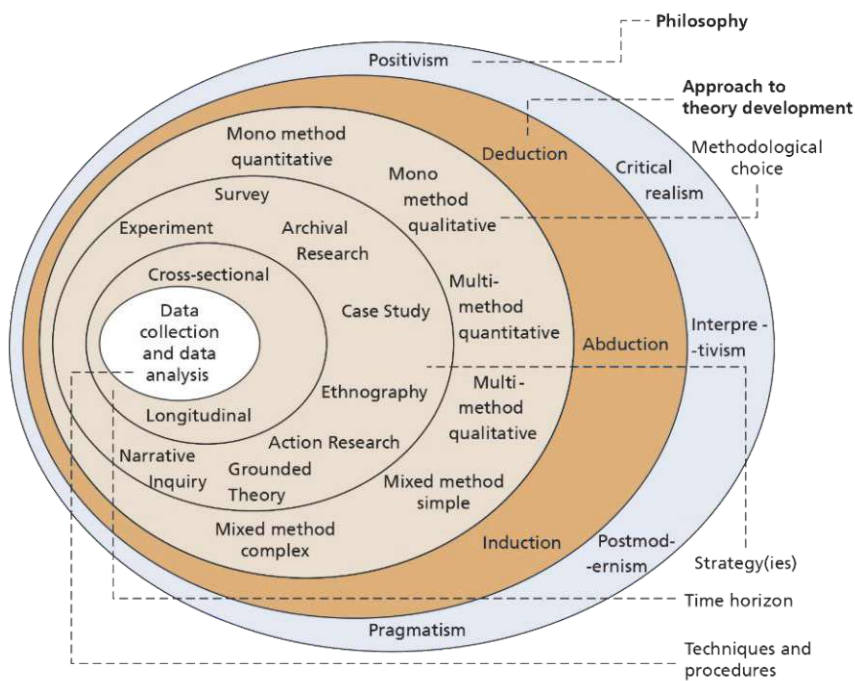 Philosophy
Positivism
Approach to
theory development
Mono method
quantitative
Deduction
Methodological
choice
Critical
realism
Mono
method
qualitative
Survey
Experiment
Archival
Research
Cross-sectional
Multi-
method
quantitative
Data
collection
and data
analysis
Case Study
Abduction
Interpre -
-tivism
Ethnography
Multi-
method
qualitative
Longitudinal
Action Research
Narrative
Inquiry
Grounded
Theory
Mixed method
simple
Mixed method
complex
Induction
Postmod-
-ernism
Strategy(ies)
Time horizon
Pragmatism
Techniques and
procedures